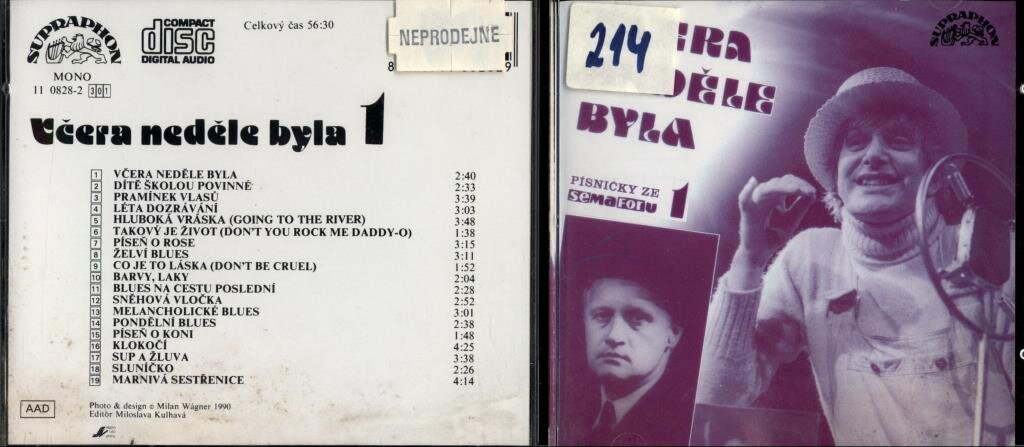 SUPRAPHON
COMPACT
disc
DIGITAL AUDIO
Celkový čas 56:30
NEPRODEJNÉ
8 9
MONO
11 0828-2 301
Včera neděle byla 1
1 VČERA NEDĚLE BYLA 2:40
2 DÍTĚ ŠKOLOU POVINNÉ 2:33
3 PRAMÍNEK VLASŮ 3:39
4 LÉTA DOZRÁVÁNÍ 3:03
5 HLUBOKÁ VRÁSKA (GOING TO THE RIVER) 3:48
6 TAKOVÝ JE ŽIVOT (DON'T YOU ROCK ME DADDY-O) 1:38
7 PÍSEŇ O ROSE 3:15
8 ŽELVÍ BLUES 3:11
9 CO JE TO LÁSKA (DON'T BE CRUEL) 1:52
10 BARVY, LAKY 2:04
11 BLUES NA CESTU POSLEDNÍ 2:28
12 SNĚHOVÁ VLOČKA 2:52
13 MELANCHOLICKÉ BLUES 3:01
14 PONDĚLNÍ BLUES 2:38
15 PÍSEŇ O KONI 1:48
16 KLOKOČÍ 4:25
17 SUP A ŽLUVA 3:38
18 SLUNÍČKO 2:26
19 MARNIVÁ SESTŘENICE 4:14
AAD
Photo & design © Milan Wágner 1990
Editor Miloslava Kulhavá
SUPRAPHON
214
ERA
DĚLE
BYLA
PÍSNIČKY ZE
semaforu 1